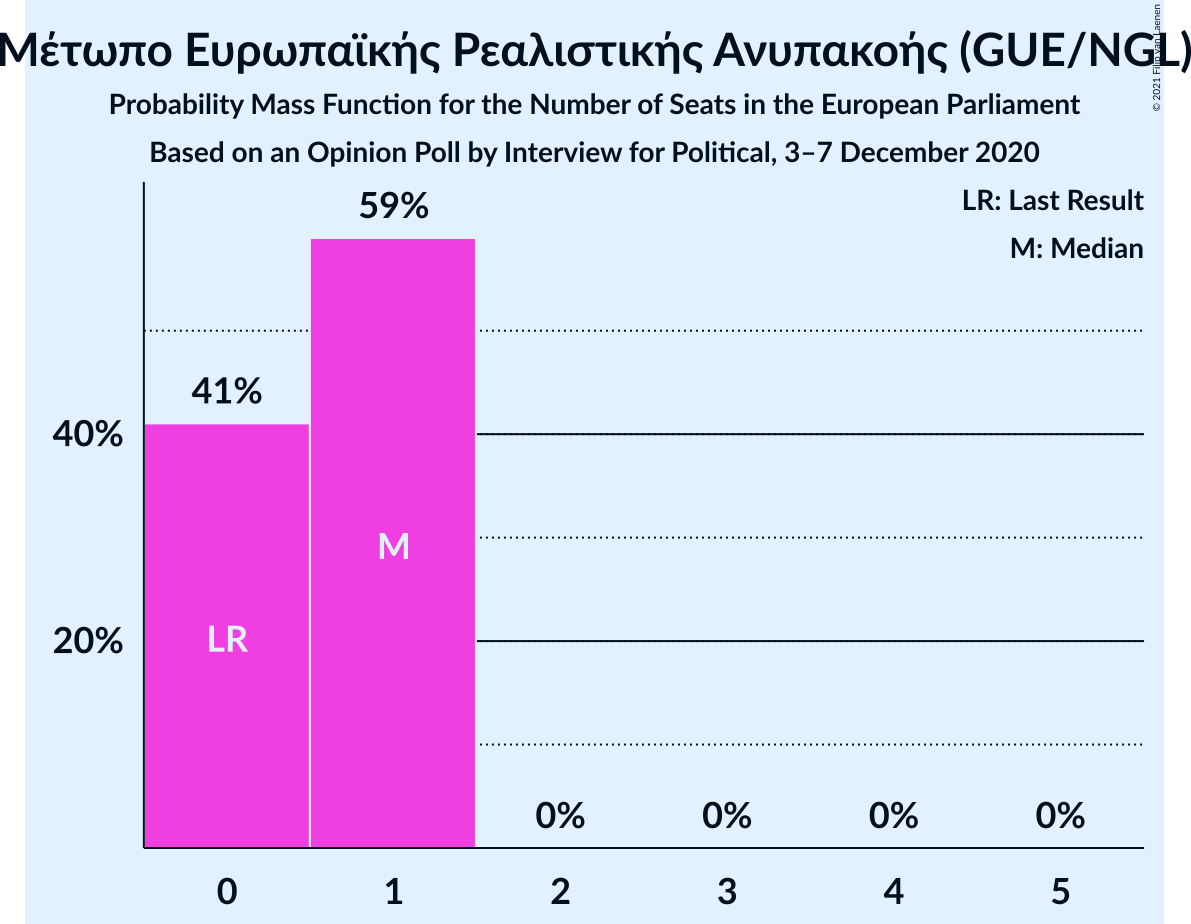 Μέτωπο Ευρωπαϊκής Ρεαλιστικής Ανυπακοής (GUE/NGL)
© 2021 Filip van Laenen
Probability Mass Function for the Number of Seats in the European Parliament
Based on an Opinion Poll by Interview for Political, 3–7 December 2020
LR: Last Result
M: Median
59%
41%
40%
M
LR
20%
0% 0% 0% 0%
0 1 2 3 4 5